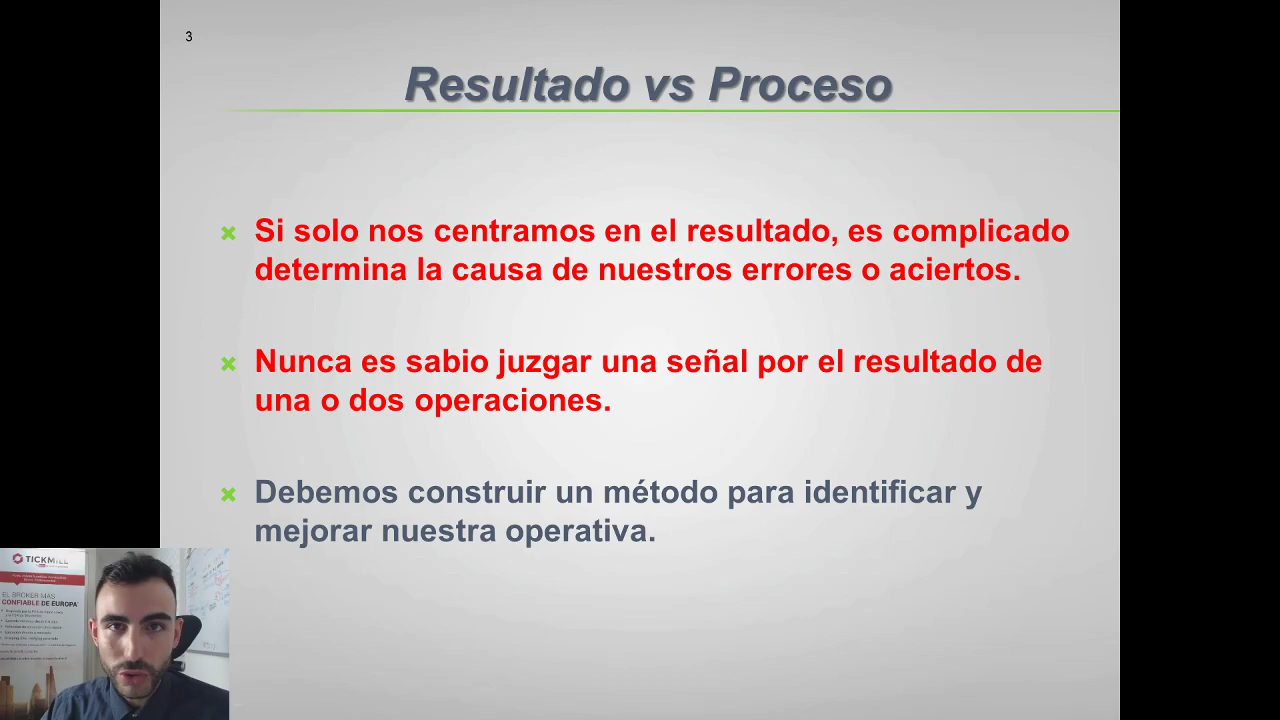 3
Resultado vs Proceso
Si solo nos centramos en el resultado, es complicado
determina la causa de nuestros errores o aciertos.
Nunca es sabio juzgar una señal por el resultado de
una o dos operaciones.
Debemos construir un método para identificar y
mejorar nuestra operativa.
TICKMILL
EL BROKER MÁS
CONFIABLE DE EUROPA*